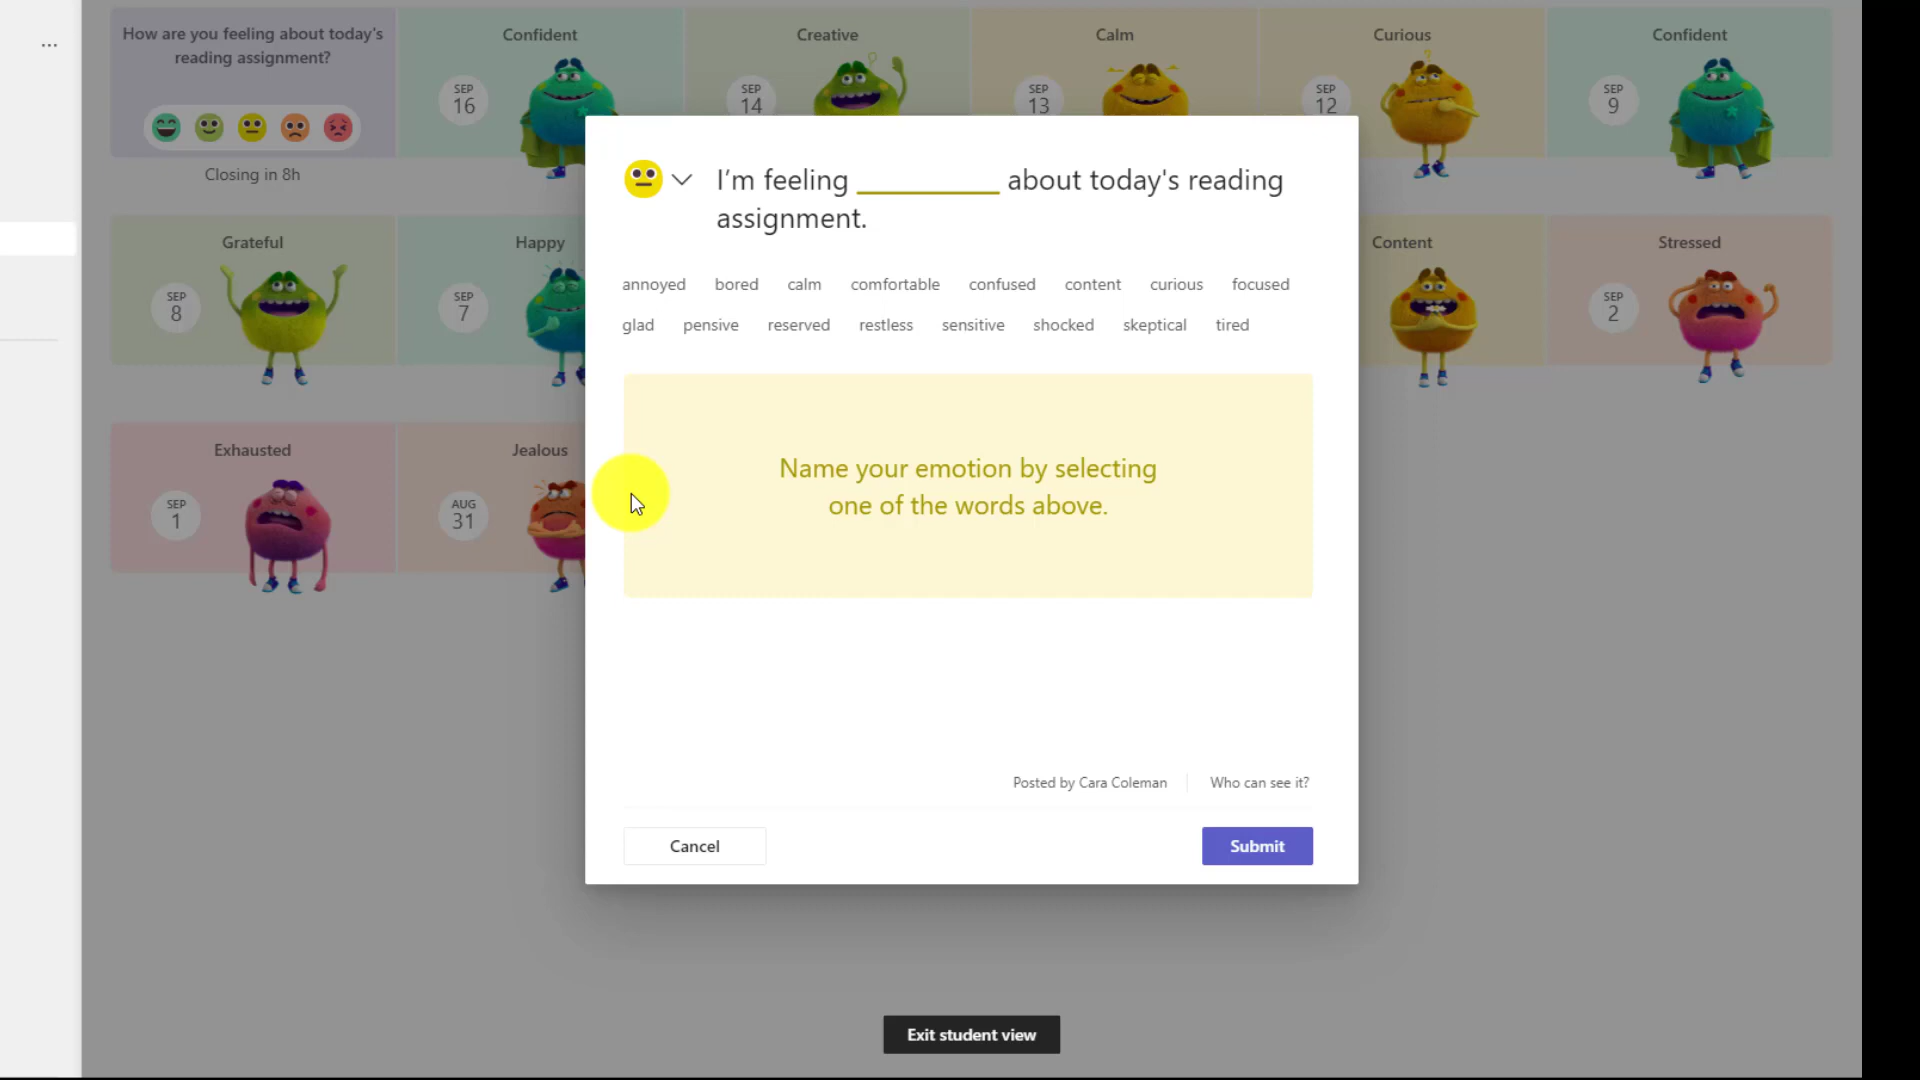 ...
How are you feeling about today's
reading assignment?
Closing in 8h
Confident
SEP
16
Creative
SEP
14
Calm
SEP
13
Curious
SEP
12
Confident
SEP
9
Grateful
SEP
8
Happy
SEP
7
Content
Stressed
SEP
2
Exhausted
SEP
1
Jealous
AUG
31
I'm feeling __________ about today's reading
assignment.
annoyed bored calm comfortable confused content curious focused
glad pensive reserved restless sensitive shocked skeptical tired
Name your emotion by selecting
one of the words above.
Posted by Cara Coleman Who can see it?
Cancel Submit
Exit student view